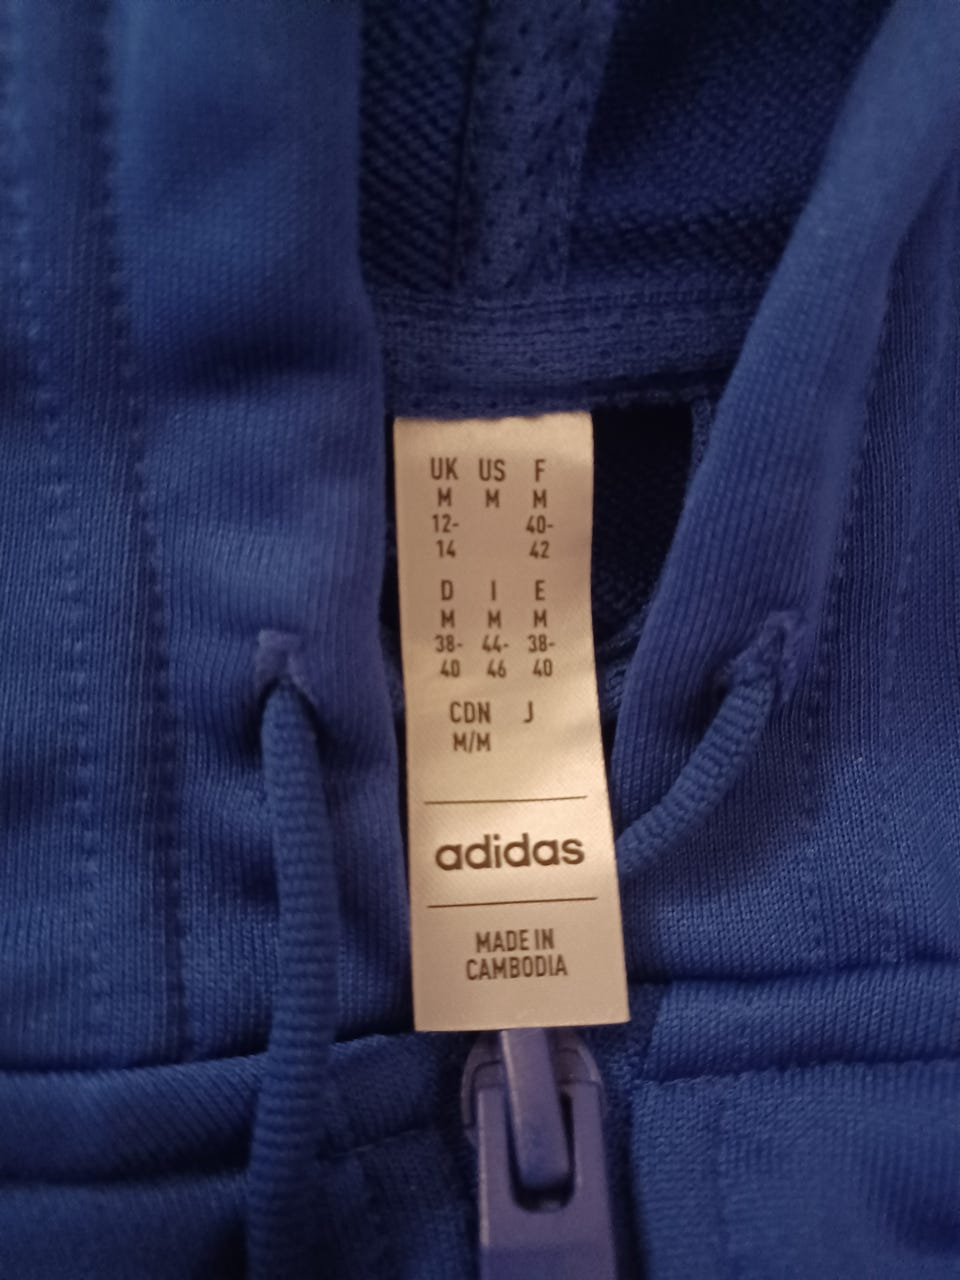 UK US F
M M M
12- 40-
14 42
D I E
M M M
38- 44- 38-
40 46 40
CDN J
M/M
adidas
MADE IN
CAMBODIA